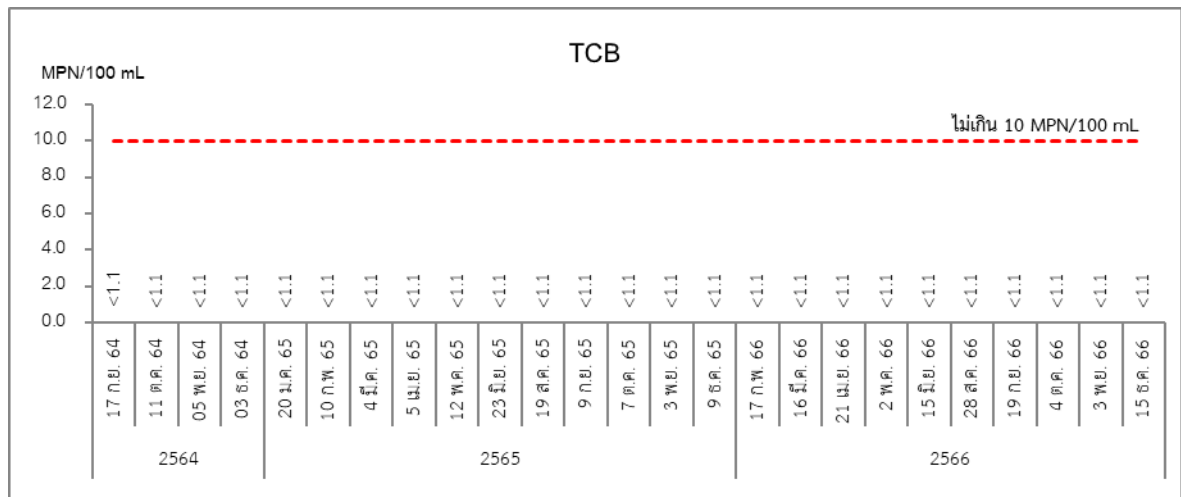 TCB
MPN/100 mL
ไม่เกิน 10 MPN/100 mL
12.0
10.0
8.0
6.0
4.0
2.0
0.0
<1.1 <1.1 <1.1 <1.1 <1.1 <1.1 <1.1 <1.1 <1.1 <1.1 <1.1 <1.1 <1.1 <1.1 <1.1 <1.1 <1.1 <1.1 <1.1 <1.1 <1.1 <1.1 <1.1 <1.1 <1.1
17 ก.ย. 64
11 ต.ค. 64
05 พ.ย. 64
03 ธ.ค. 64
20 ม.ค. 65
10 ก.พ. 65
4 มี.ค. 65
5 เม.ย. 65
12 พ.ค. 65
23 มิ.ย. 65
19 ส.ค. 65
9 ก.ย. 65
7 ต.ค. 65
3 พ.ย. 65
9 ธ.ค. 65
17 ก.พ. 66
16 มี.ค. 66
21 เม.ย. 66
2 พ.ค. 66
15 มิ.ย. 66
28 ส.ค. 66
19 ก.ย. 66
4 ต.ค. 66
3 พ.ย. 66
15 ธ.ค. 66
2564 2565 2566